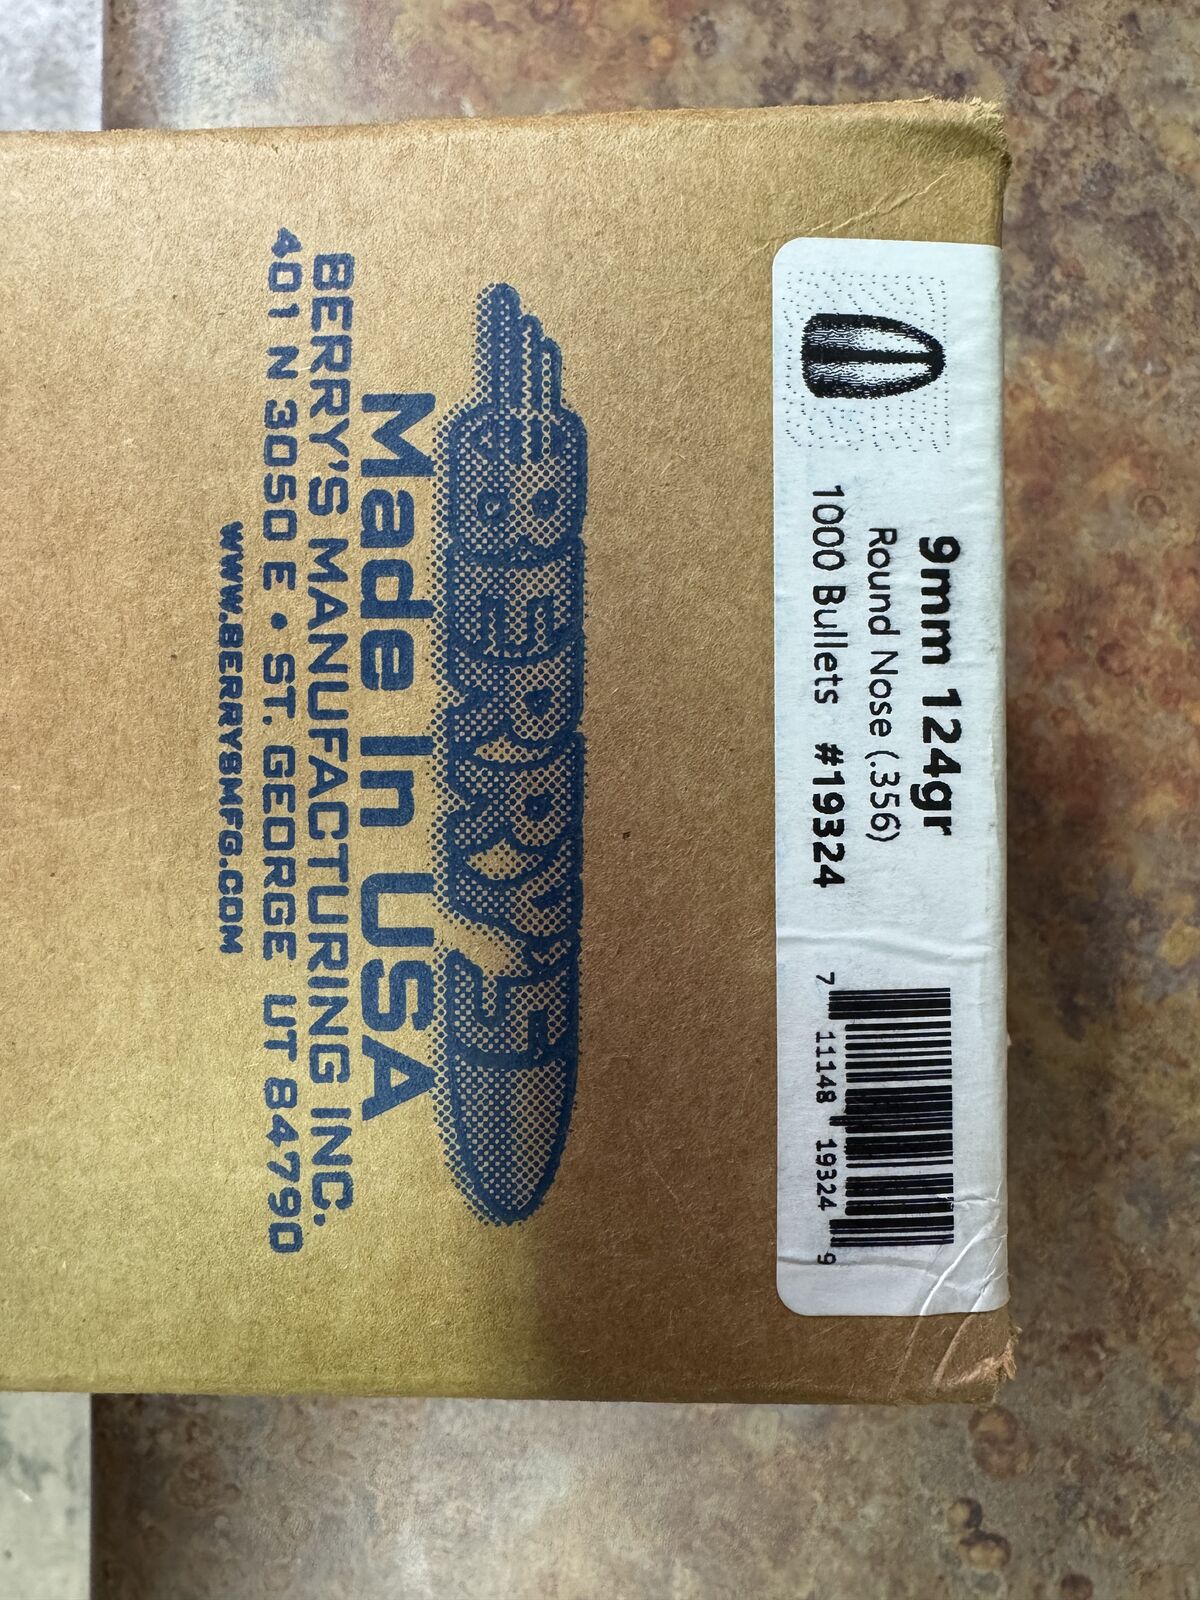 9mm 124gr
Round Nose (.356)
1000 Bullets #19324
7 11148 19324 9
BERRY'S
Made In USA
BERRY'S MANUFACTURING INC.
401 N 3050 E • ST. GEORGE UT 84790
WWW.BERRYSMFG.COM